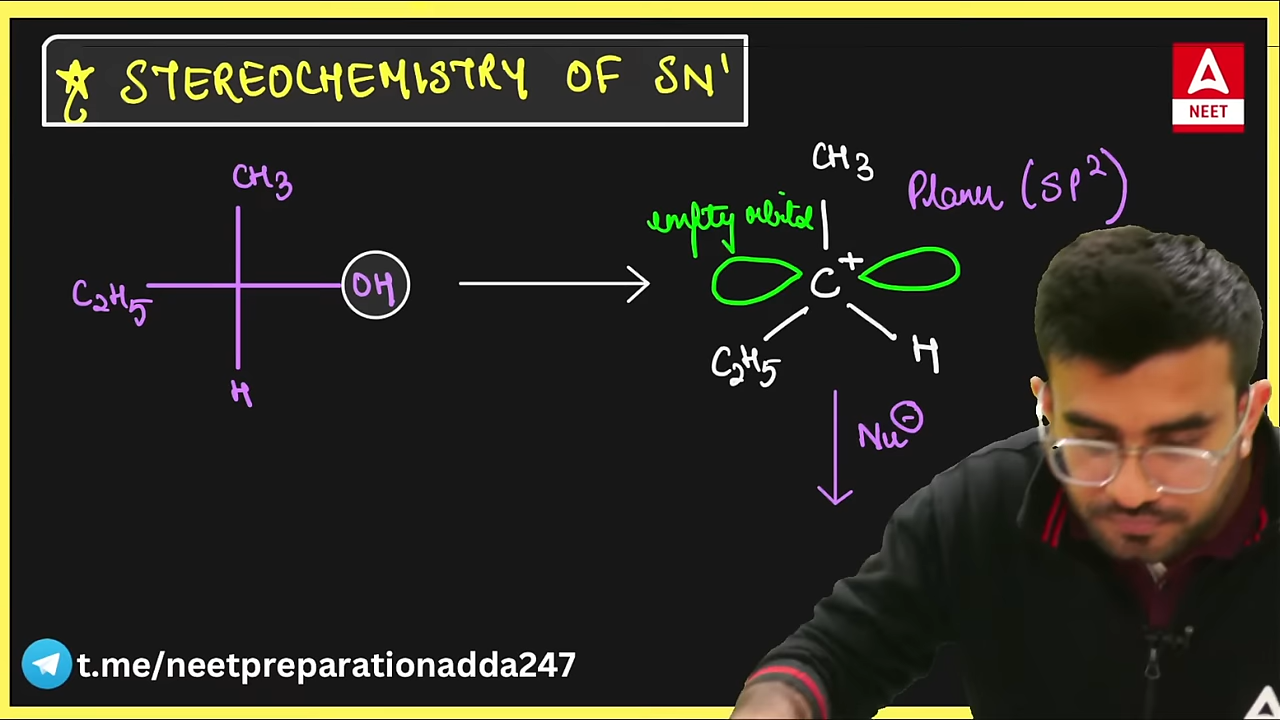 STEREOCHEMISTRY OF SN'
NEET
CH3
C2H5
OH
H
CH3
Planar (SP2)
empty orbital
C+
C2H5
H
Nu-
t.me/neetpreparationadda247